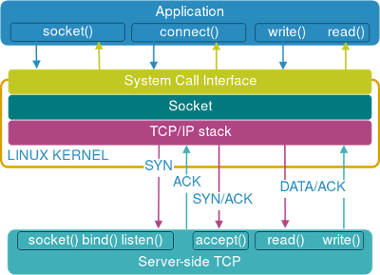 Application
socket() connect() write() read()
System Call Interface
Socket
TCP/IP stack
LINUX KERNEL
SYN
ACK
SYN/ACK
DATA/ACK
socket() bind() listen() accept() read() write()
Server-side TCP